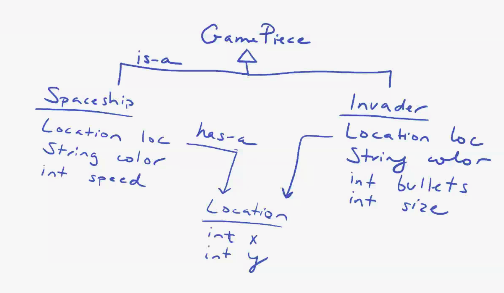 GamePiece
is-a
Spaceship
Location loc
String color
int speed
has-a
Invader
Location loc
String color
int bullets
int size
Location
int x
int y